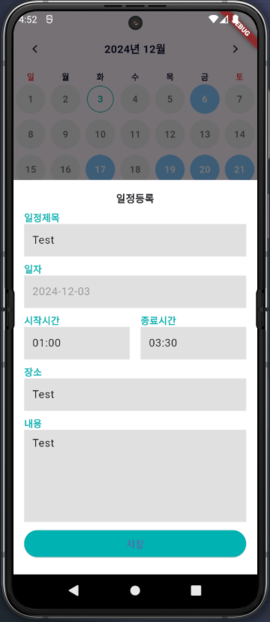 4:52
DEBUG
2024년 12월
일 월 화 수 목 금 토
1 2 3 4 5 6 7
8 9 10 11 12 13 14
15 16 17 18 19 20 21
일정등록
일정제목
Test
일자
2024-12-03
시작시간 종료시간
01:00 03:30
장소
Test
내용
Test
저장